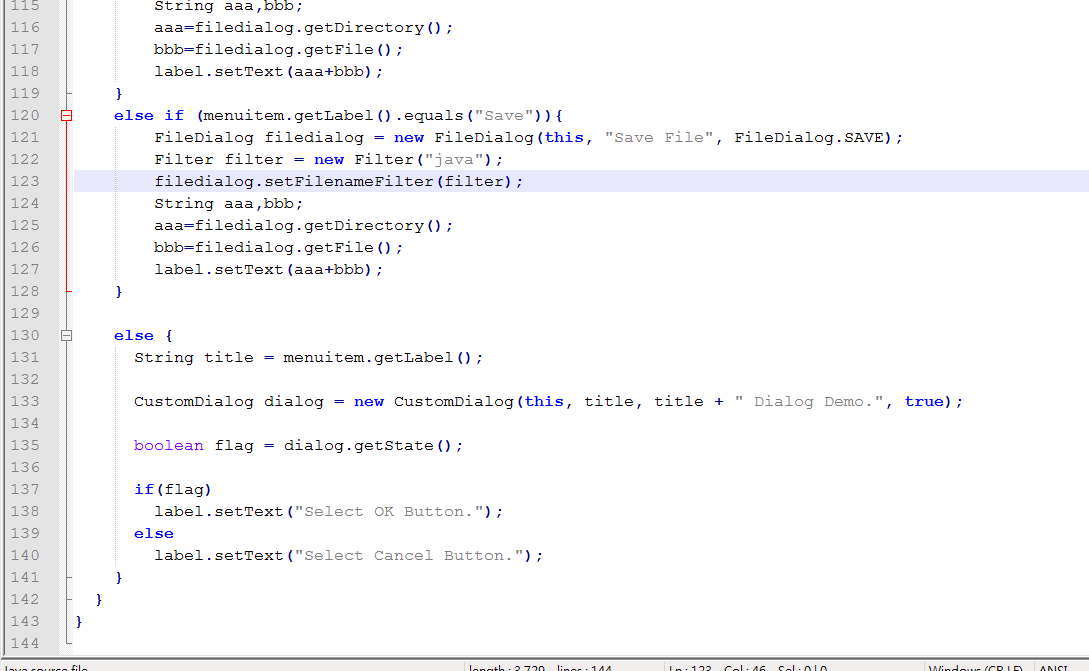 115 String aaa,bbb;
116 aaa=filedialog.getDirectory();
117 bbb=filedialog.getFile();
118 label.setText(aaa+bbb);
119 }
120 else if (menuitem.getLabel().equals("Save")){
121 FileDialog filedialog = new FileDialog(this, "Save File", FileDialog.SAVE);
122 Filter filter = new Filter("java");
123 filedialog.setFilenameFilter(filter);
124 String aaa,bbb;
125 aaa=filedialog.getDirectory();
126 bbb=filedialog.getFile();
127 label.setText(aaa+bbb);
128 }
129
130 else {
131 String title = menuitem.getLabel();
132
133 CustomDialog dialog = new CustomDialog(this, title, title + " Dialog Demo.", true);
134
135 boolean flag = dialog.getState();
136
137 if(flag)
138 label.setText("Select OK Button.");
139 else
140 label.setText("Select Cancel Button.");
141 }
142 }
143 }
144
Java source file length : 3,729 lines : 144 Ln : 123 Col : 46 Sel : 0 | 0 Windows (CR LF) ANSI